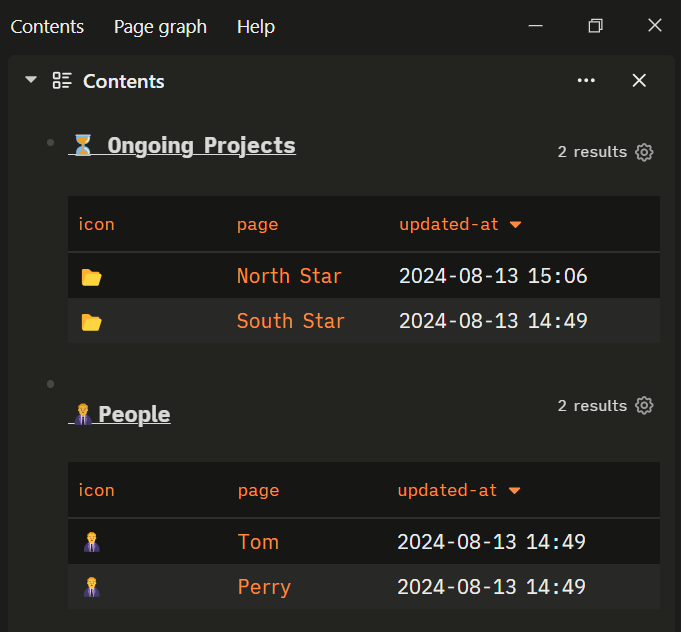 Contents Page graph Help
Contents
⏳ Ongoing Projects
2 results
icon page updated-at
North Star 2024-08-13 15:06
South Star 2024-08-13 14:49
People
2 results
icon page updated-at
Tom 2024-08-13 14:49
Perry 2024-08-13 14:49